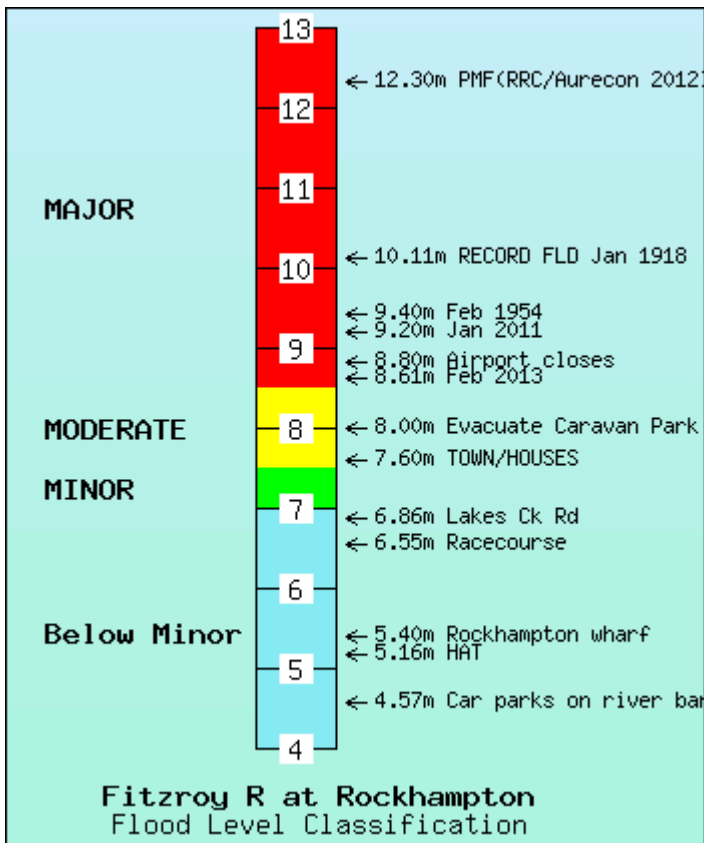 13
12.30m PMF(RRC/Aurecon 2012)
12
11
MAJOR
10.11m RECORD FLD Jan 1918
10
9.40m Feb 1954
9.20m Jan 2011
9
8.80m Airport closes
8.61m Feb 2013
MODERATE
8
8.00m Evacuate Caravan Park
7.60m TOWN/HOUSES
MINOR
7
6.86m Lakes Ck Rd
6.55m Racecourse
6
Below Minor
5.40m Rockhampton wharf
5.16m HAT
5
4.57m Car parks on river
4
Fitzroy R at Rockhampton
Flood Level Classification